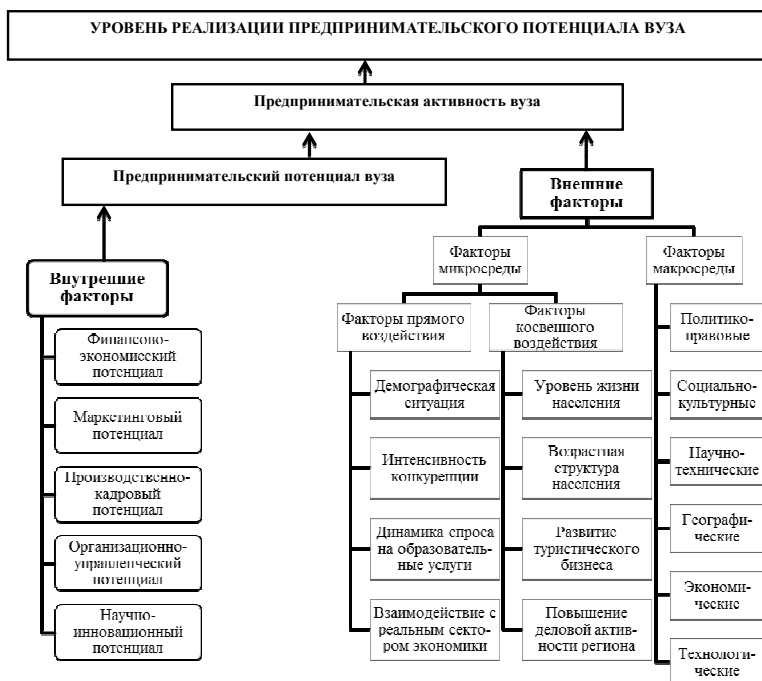 УРОВЕНЬ РЕАЛИЗАЦИИ ПРЕДПРИНИМАТЕЛЬСКОГО ПОТЕНЦИАЛА ВУЗА
Предпринимательская активность вуза
Предпринимательский потенциал вуза
Внешние
факторы
Внутренние
факторы
Финансово-
экономисский
потенциал
Маркетинговый
потенциал
Производственно-
кадровый
потенциал
Организационно-
управленческий
потенциал
Научно-
инновационный
потенциал
Факторы
микросреды
Факторы
макросреды
Факторы прямого
воздействия
Факторы
косвенного
воздействия
Демографическая
ситуация
Интенсивность
конкуренции
Динамика спроса
на образователь-
ные услуги
Взаимодействие с
реальным секто-
ром экономики
Уровень жизни
населения
Возрастная
структура
населения
Развитие
туристического
бизнеса
Повышение
деловой актив-
ности региона
Политико-
правовые
Социально-
культурные
Научно-
технические
Географи-
ческие
Экономи-
ческие
Технологи-
ческие